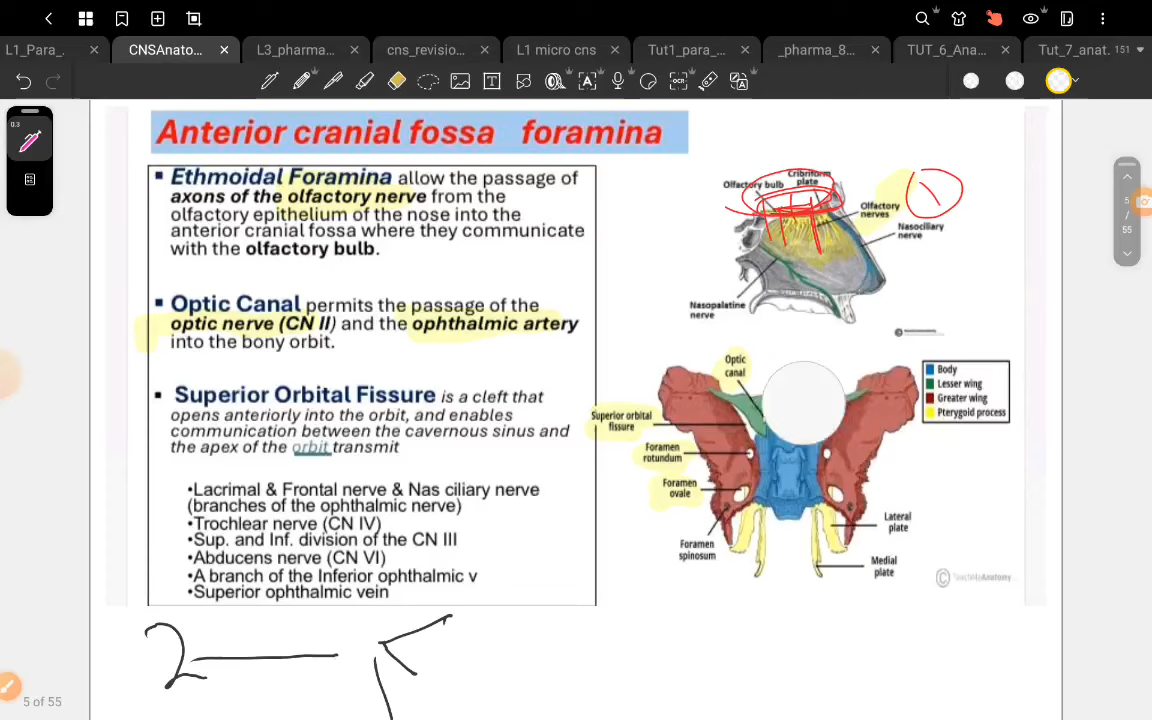 L1_Para_.
CNSAnato...
L3_pharma...
cns_revisio...
L1 micro cns
Tut1_para_...
_pharma_8...
TUT_6_Ana...
Tut_7_anat.
151
0.3
OCR
A
T
Anterior cranial fossa foramina
▪ Ethmoidal Foramina allow the passage of
axons of the olfactory nerve from the
olfactory epithelium of the nose into the
anterior cranial fossa where they communicate
with the olfactory bulb.
▪ Optic Canal permits the passage of the
optic nerve (CN II) and the ophthalmic artery
into the bony orbit.
▪ Superior Orbital Fissure is a cleft that
opens anteriorly into the orbit, and enables
communication between the cavernous sinus and
the apex of the orbit transmit
•Lacrimal & Frontal nerve & Nas ciliary nerve
(branches of the ophthalmic nerve)
•Trochlear nerve (CN IV)
•Sup. and Inf. division of the CN III
•Abducens nerve (CN VI)
•A branch of the Inferior ophthalmic v
•Superior ophthalmic vein
Cribriform
plate
Olfactory bulb
Olfactory
nerves
Nasociliary
nerve
Nasopalatine
nerve
Optic
canal
Superior orbital
fissure
Foramen
rotundum
Foramen
ovale
Foramen
spinosum
Lateral
plate
Medial
plate
Body
Lesser wing
Greater wing
Pterygoid process
© TeachMeAnatomy
2
5
/
55
5 of 55